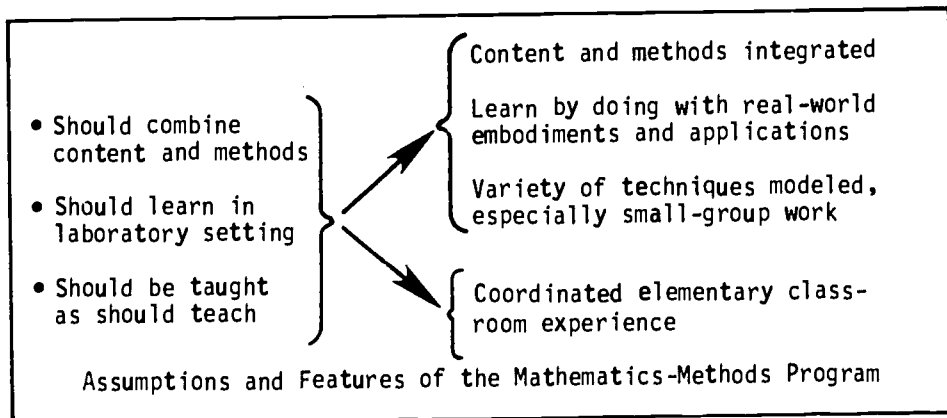 • Should combine
content and methods
• Should learn in
laboratory setting
• Should be taught
as should teach
Content and methods integrated
Learn by doing with real-world
embodiments and applications
Variety of techniques modeled,
especially small-group work
Coordinated elementary class-
room experience
Assumptions and Features of the Mathematics-Methods Program